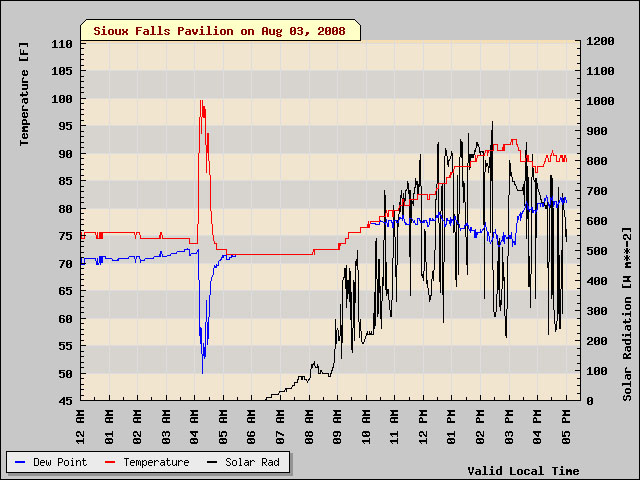 Sioux Falls Pavilion on Aug 03, 2008
Temperature [F]
110
105
100
95
90
85
80
75
70
65
60
55
50
45
1200
1100
1000
900
800
700
600
500
400
300
200
100
0
Solar Radiation [W m**-2]
12 AM
01 AM
02 AM
03 AM
04 AM
05 AM
06 AM
07 AM
08 AM
09 AM
10 AM
11 AM
12 PM
01 PM
02 PM
03 PM
04 PM
05 PM
Dew Point
Temperature
Solar Rad
Valid Local Time